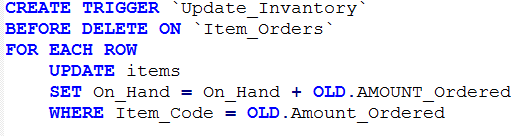 CREATE TRIGGER `Update_Invantory`
BEFORE DELETE ON `Item_Orders`
FOR EACH ROW
UPDATE items
SET On_Hand = On_Hand + OLD.AMOUNT_Ordered
WHERE Item_Code = OLD.Amount_Ordered